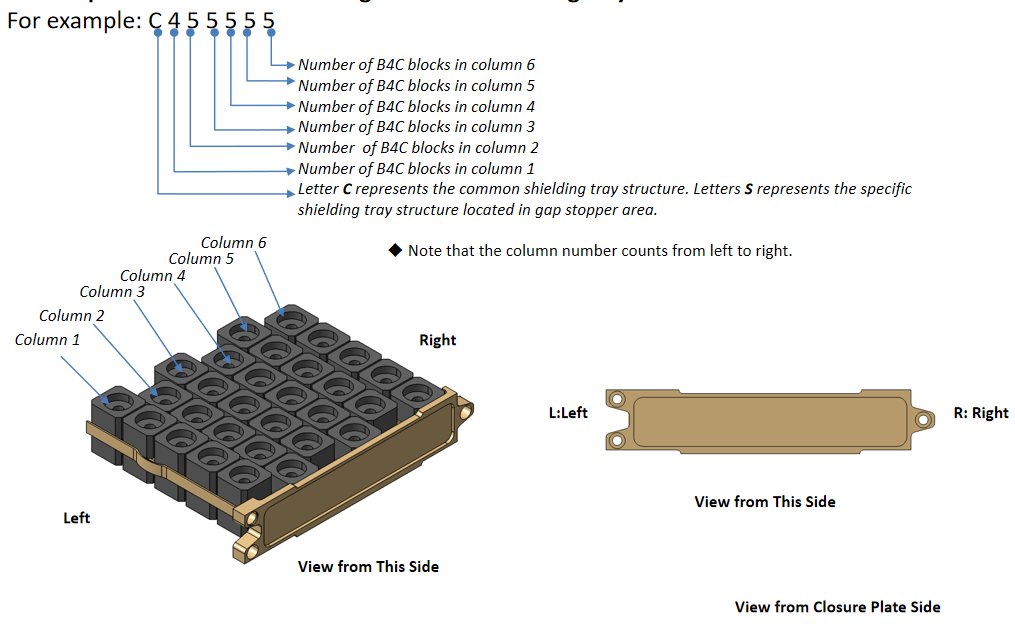 For example: C 4 5 5 5 5 5
Number of B4C blocks in column 6
Number of B4C blocks in column 5
Number of B4C blocks in column 4
Number of B4C blocks in column 3
Number  of B4C blocks in column 2
Number of B4C blocks in column 1
Letter C represents the common shielding tray structure. Letters S represents the specific
shielding tray structure located in gap stopper area.
◆ Note that the column number counts from left to right.
Column 6
Column 5
Column 4
Column 3
Column 2
Column 1
Right
L:Left
R: Right
View from This Side
Left
View from This Side
View from Closure Plate Side